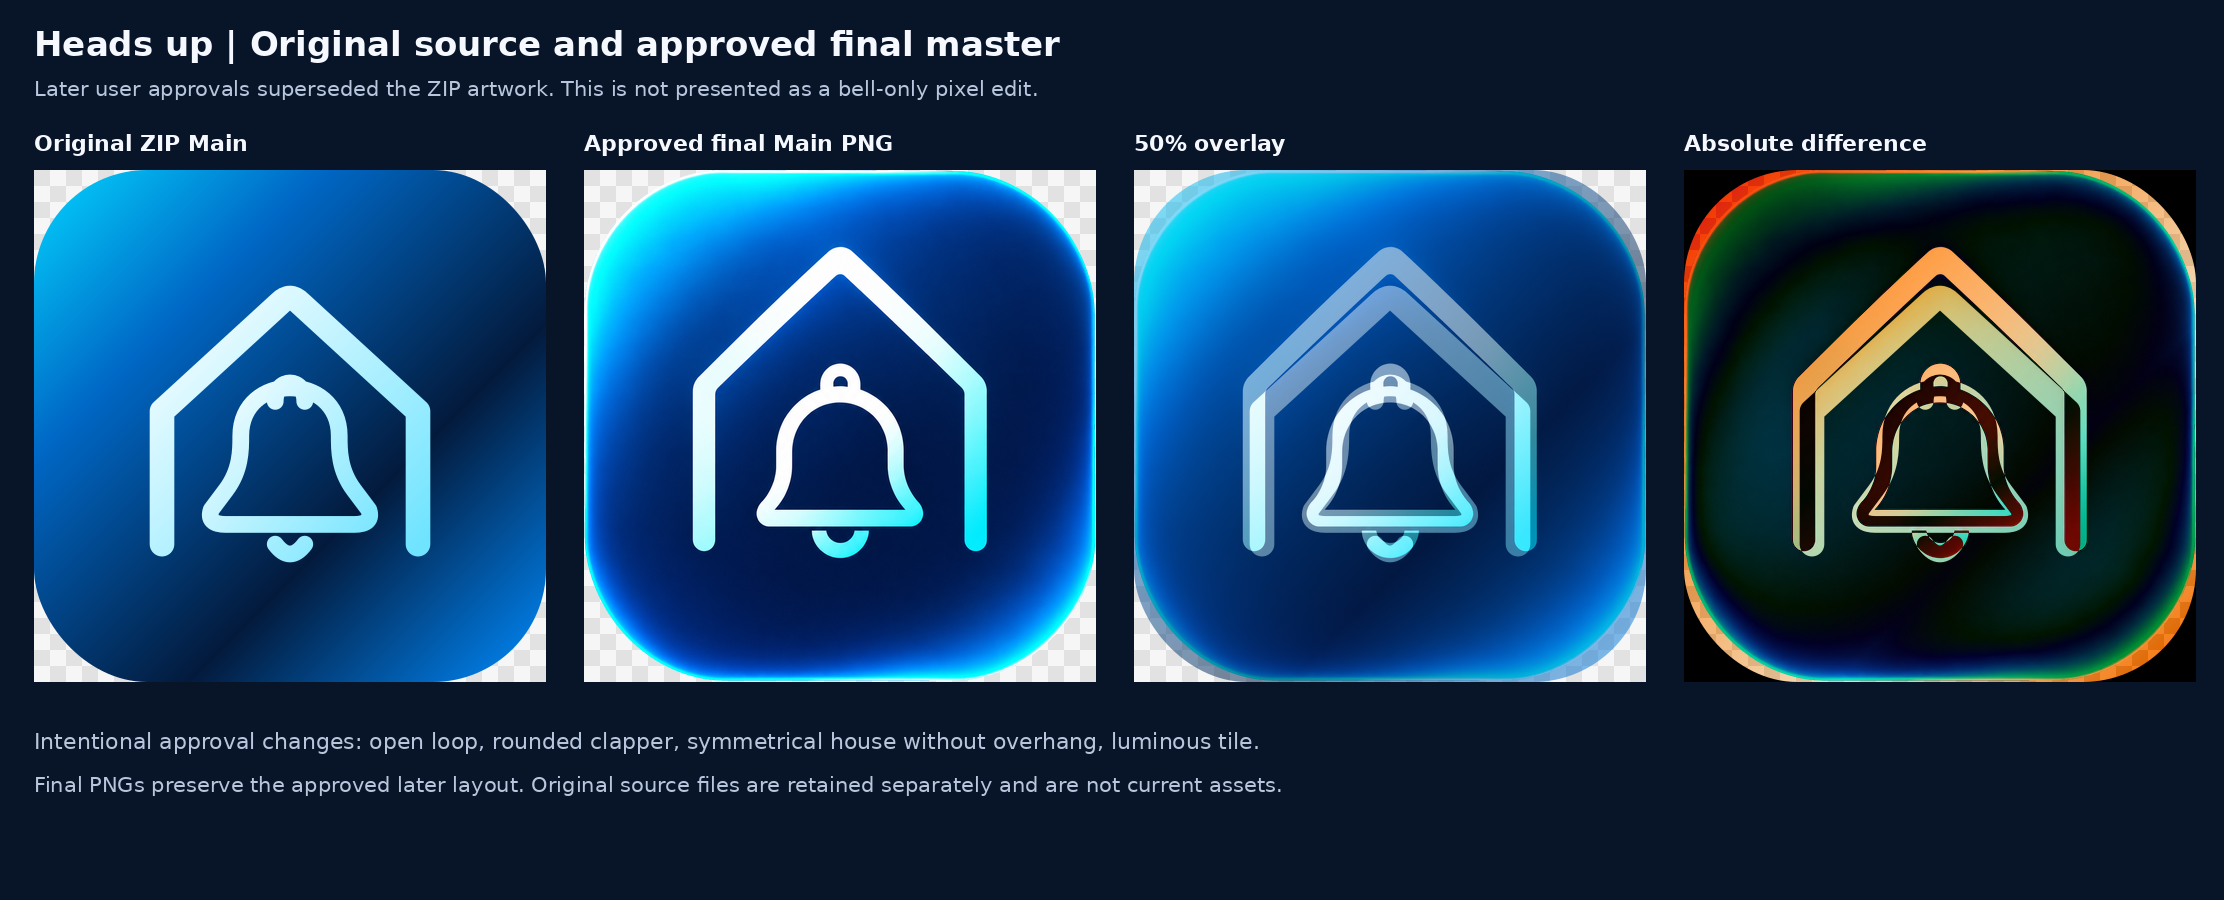 Heads up | Original source and approved final master
Later user approvals superseded the ZIP artwork. This is not presented as a bell-only pixel edit.
Original ZIP Main
Approved final Main PNG
50% overlay
Absolute difference
Intentional approval changes: open loop, rounded clapper, symmetrical house without overhang, luminous tile.
Final PNGs preserve the approved later layout. Original source files are retained separately and are not current assets.